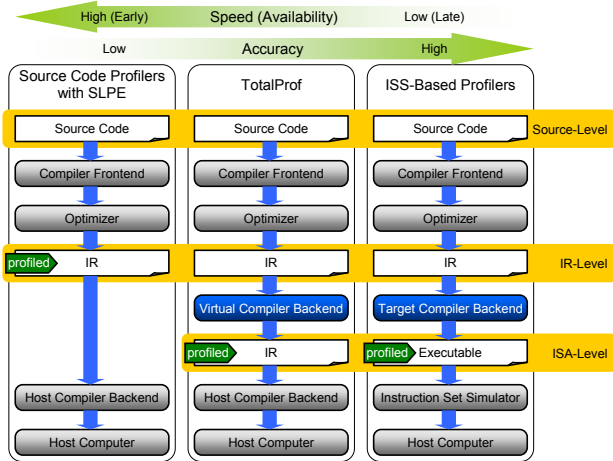 High (Early) Speed (Availability) Low (Late)
Low Accuracy High
Source Code Profilers with SLPE
TotalProf
ISS-Based Profilers
Source Code Source Code Source Code Source-Level
Compiler Frontend Compiler Frontend Compiler Frontend
Optimizer Optimizer Optimizer
profiled IR IR IR IR-Level
Virtual Compiler Backend Target Compiler Backend
profiled IR profiled Executable ISA-Level
Host Compiler Backend Host Compiler Backend Instruction Set Simulator
Host Computer Host Computer Host Computer